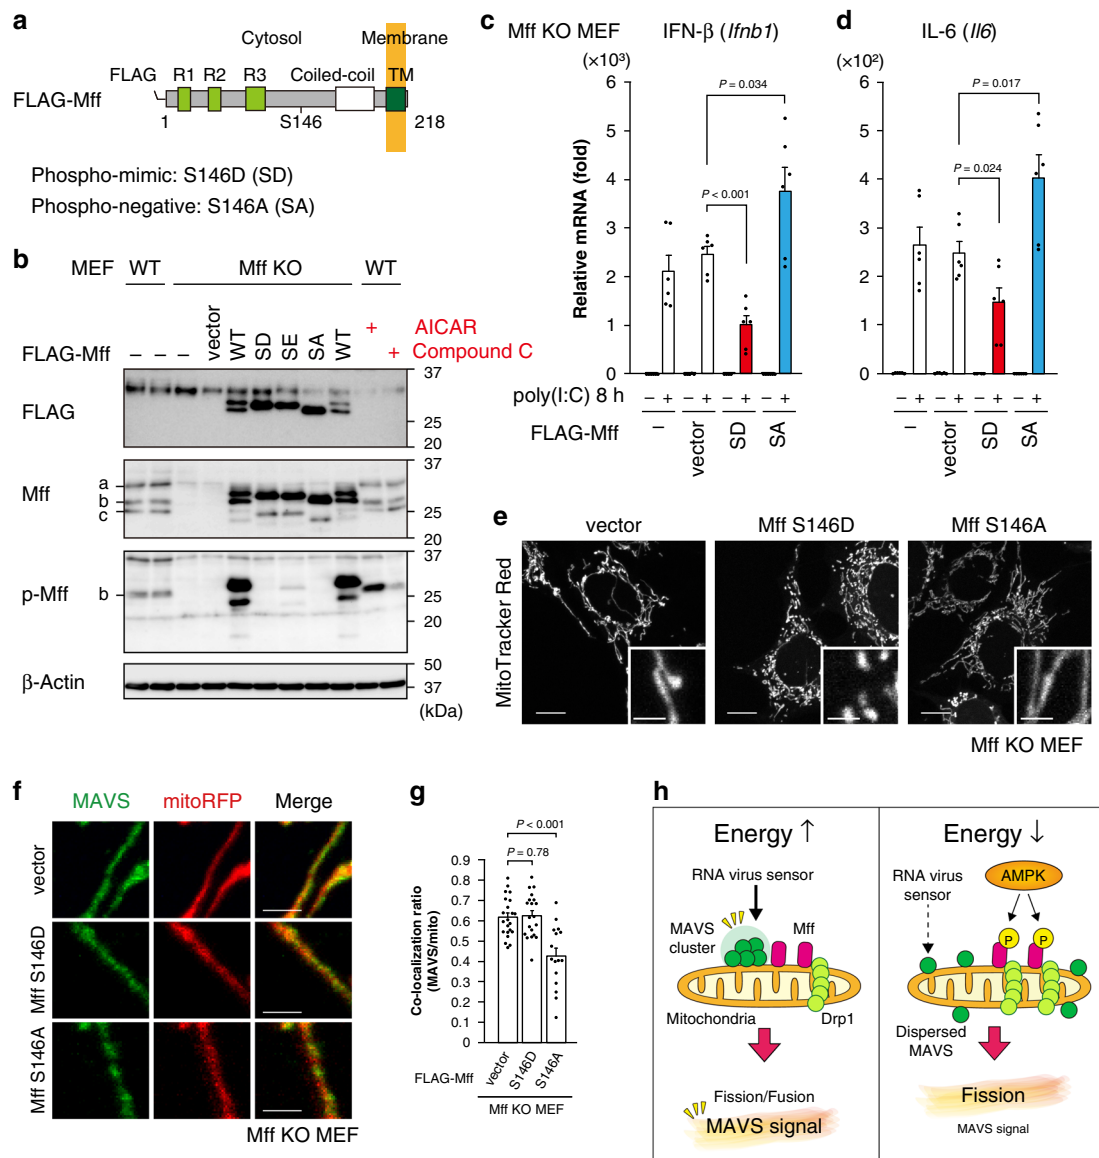 a
Cytosol
Membrane
FLAG
R1
R2
R3
Coiled-coil
TM
FLAG-Mff
1
S146
218
Phospho-mimic: S146D (SD)
Phospho-negative: S146A (SA)
b
MEF
WT
Mff KO
WT
FLAG-Mff
– – – vector WT SD SE SA WT
+ AICAR
+ Compound C
FLAG
37
25
20
Mff
a
b
c
37
25
20
p-Mff
b
37
25
20
β-Actin
50
37
(kDa)
c
Mff KO MEF
IFN-β (Ifnb1)
(×10³)
Relative mRNA (fold)
6
5
4
3
2
1
0
P = 0.034
P < 0.001
poly(I:C) 8 h
– + – + – + – +
FLAG-Mff
– vector SD SA
d
IL-6 (Il6)
(×10²)
6
5
4
3
2
1
0
P = 0.017
P = 0.024
– + – + – + – +
– vector SD SA
e
vector
Mff S146D
Mff S146A
MitoTracker Red
Mff KO MEF
f
MAVS
mitoRFP
Merge
vector
Mff S146D
Mff S146A
Mff KO MEF
g
P < 0.001
P = 0.78
Co-localization ratio
(MAVS/mito)
0.9
0.8
0.7
0.6
0.5
0.4
0.3
0.2
0.1
0
FLAG-Mff
vector
S146D
S146A
Mff KO MEF
h
Energy ↑
RNA virus sensor
MAVS
cluster
Mff
Mitochondria
Drp1
Fission/Fusion
MAVS signal
Energy ↓
RNA virus
sensor
AMPK
P
P
Dispersed
MAVS
Fission
MAVS signal